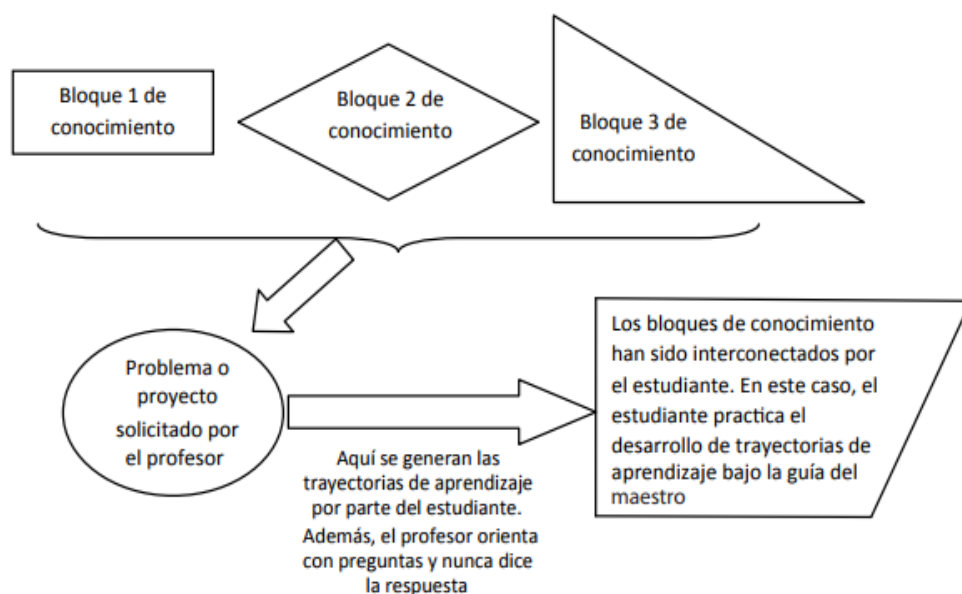 Bloque 1 de
conocimiento
Bloque 2 de
conocimiento
Bloque 3 de
conocimiento
Problema o
proyecto
solicitado por
el profesor
Aquí se generan las
trayectorias de aprendizaje
por parte del estudiante.
Además, el profesor orienta
con preguntas y nunca dice
la respuesta
Los bloques de conocimiento
han sido interconectados por
el estudiante. En este caso, el
estudiante practica el
desarrollo de trayectorias de
aprendizaje bajo la guía del
maestro